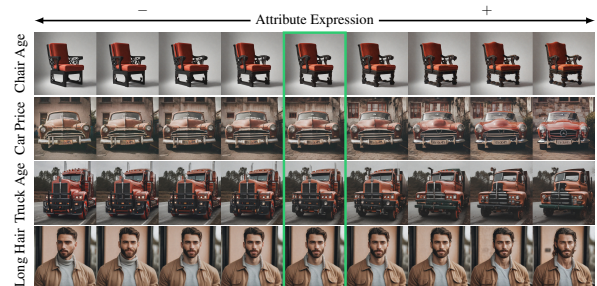 − +
Attribute Expression
Chair Age
Car Price
Truck Age
Long Hair